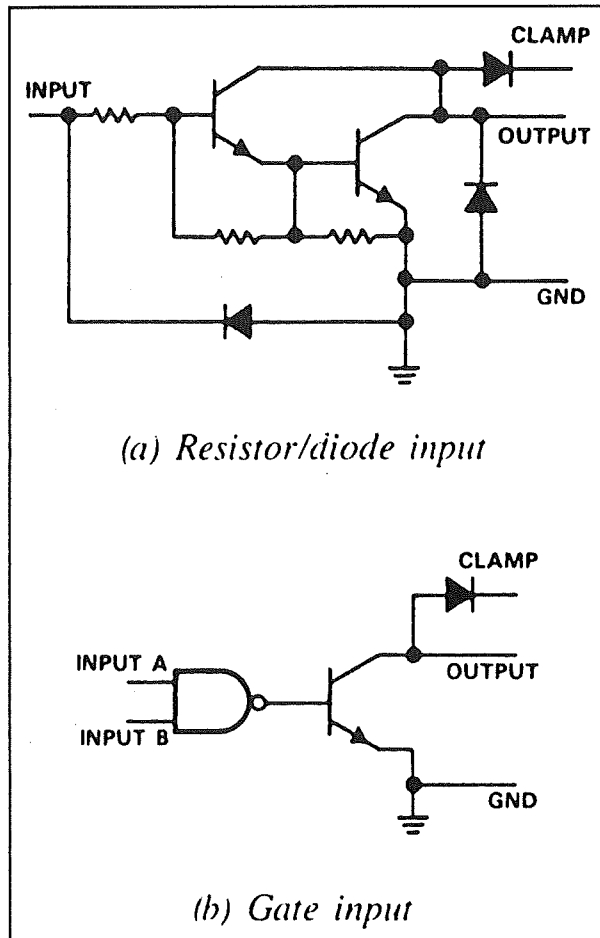 CLAMP
INPUT
OUTPUT
GND
(a) Resistor/diode input
CLAMP
INPUT A
OUTPUT
INPUT B
GND
(b) Gate input